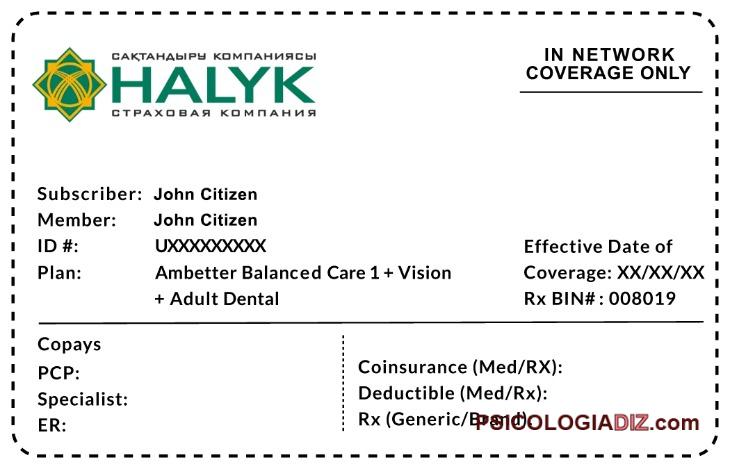 САҚТАНДЫРУ КОМПАНИЯСЫ
HALYK
СТРАХОВАЯ КОМПАНИЯ
IN NETWORK
COVERAGE ONLY
Subscriber: John Citizen
Member: John Citizen
ID #: UXXXXXXXXX
Plan: Ambetter Balanced Care 1 + Vision
+ Adult Dental
Effective Date of
Coverage: XX/XX/XX
Rx BIN# : 008019
Copays
PCP:
Specialist:
ER:
Coinsurance (Med/RX):
Deductible (Med/Rx):
Rx (Generic/Brand):
PSICOLOGIADIZ.com